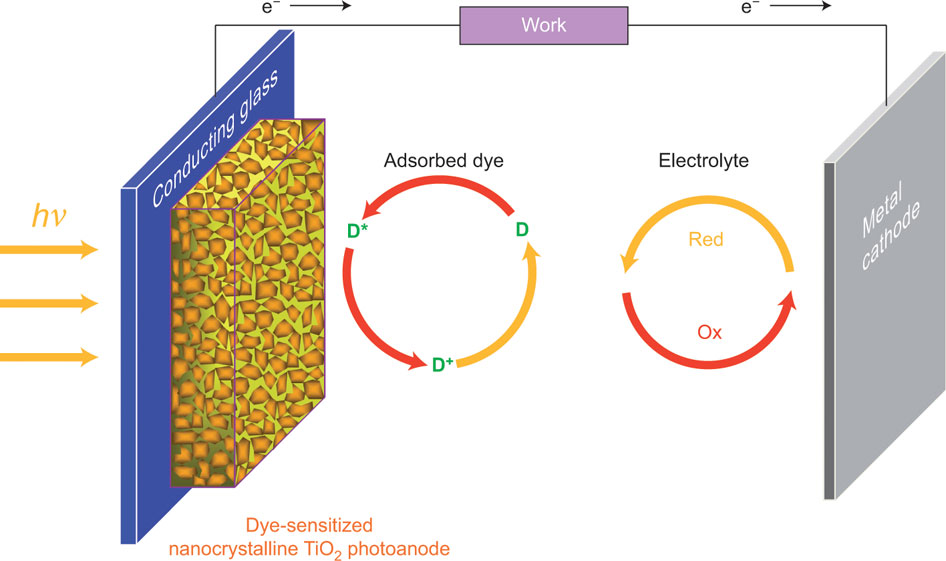 e⁻
e⁻
Work
Conducting glass
Adsorbed dye
Electrolyte
hν
D*
D
Red
Metal
cathode
Ox
D⁺
Dye-sensitized
nanocrystalline TiO₂ photoanode